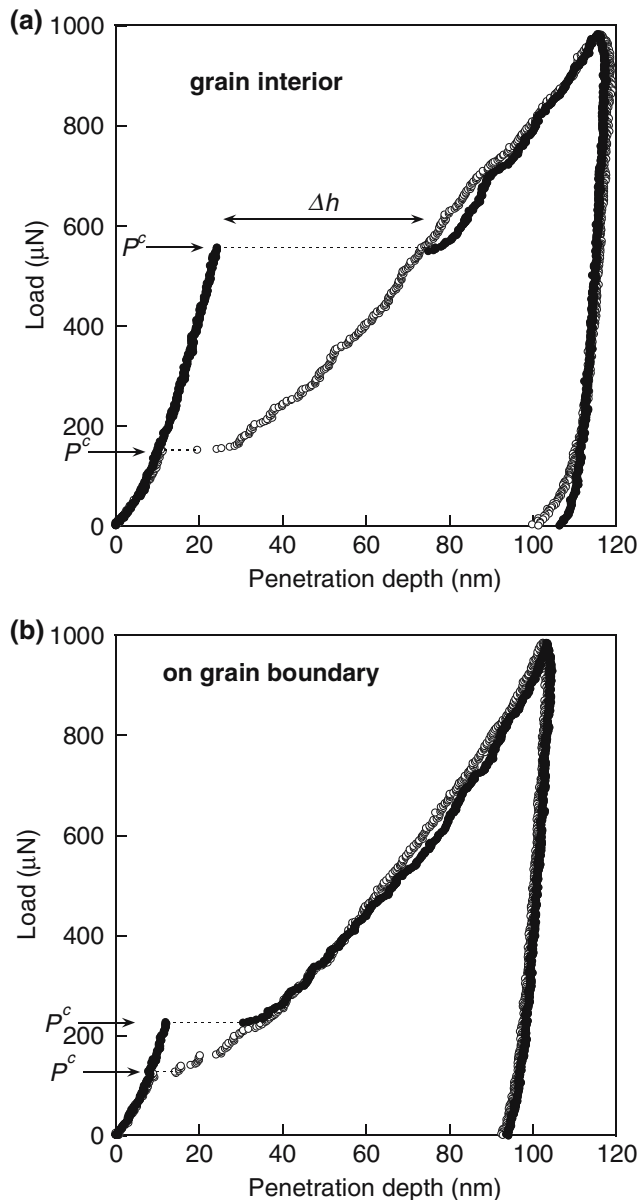 (a)
1000
800
600
400
200
0
Load (μN)
grain interior
Δh
P^c
P^c
0 20 40 60 80 100 120
Penetration depth (nm)
(b)
1000
800
600
400
200
0
Load (μN)
on grain boundary
P^c
P^c
0 20 40 60 80 100 120
Penetration depth (nm)